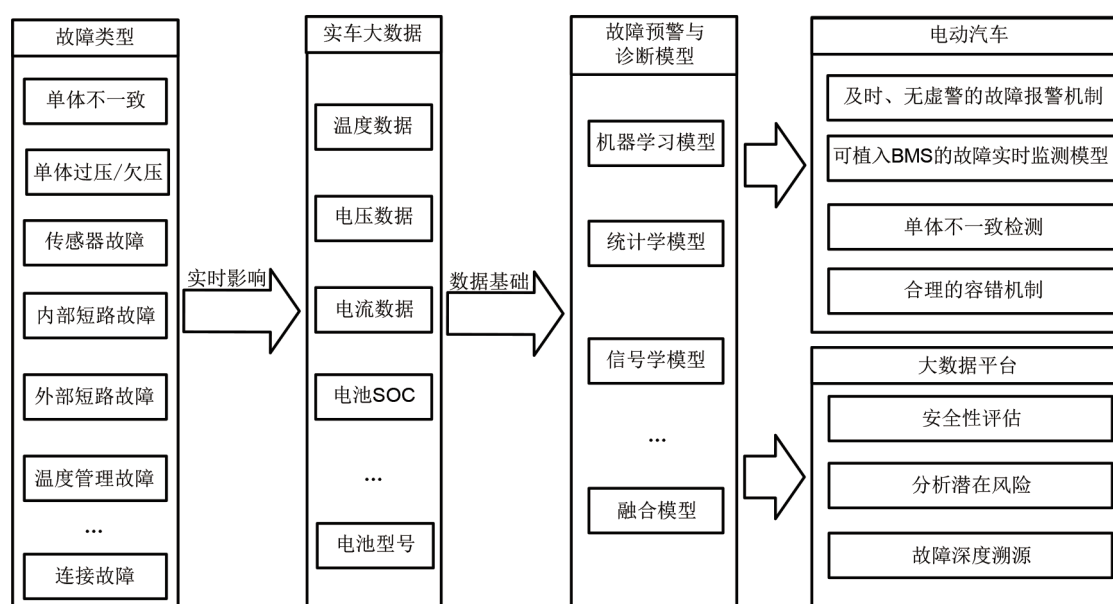 故障类型
单体不一致
单体过压/欠压
传感器故障
内部短路故障
外部短路故障
温度管理故障
...
连接故障
实时影响
实车大数据
温度数据
电压数据
电流数据
电池SOC
...
电池型号
数据基础
故障预警与
诊断模型
机器学习模型
统计学模型
信号学模型
...
融合模型
电动汽车
及时、无虚警的故障报警机制
可植入BMS的故障实时监测模型
单体不一致检测
合理的容错机制
大数据平台
安全性评估
分析潜在风险
故障深度溯源